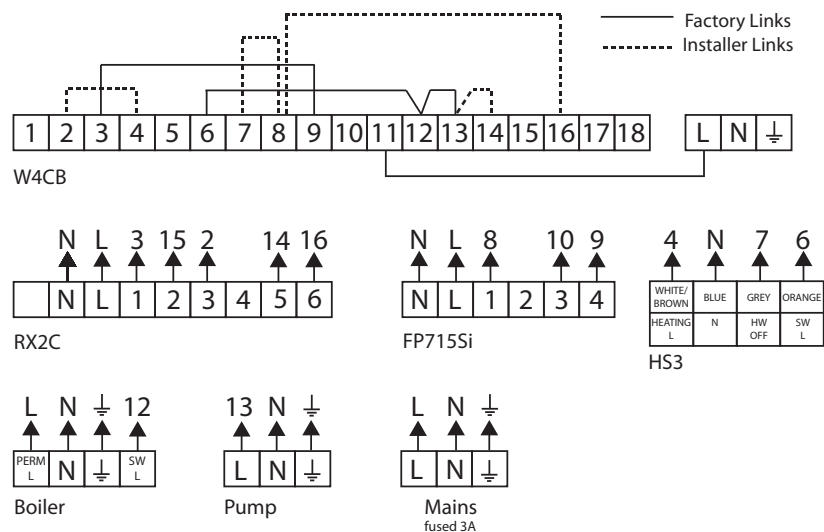 Factory Links
Installer Links
1 2 3 4 5 6 7 8 9 10 11 12 13 14 15 16 17 18 L N ⏚
W4CB
N L 3 15 2 14 16
N L 1 2 3 4 5 6
RX2C
N L 8 10 9
N L 1 2 3 4
FP715Si
4 N 7 6
WHITE/
BROWN BLUE GREY ORANGE
HEATING
L N HW
OFF SW
L
HS3
L N ⏚ 12
PERM
L N ⏚ SW
L
Boiler
13 N ⏚
L N ⏚
Pump
L N ⏚
L N ⏚
Mains
fused 3A